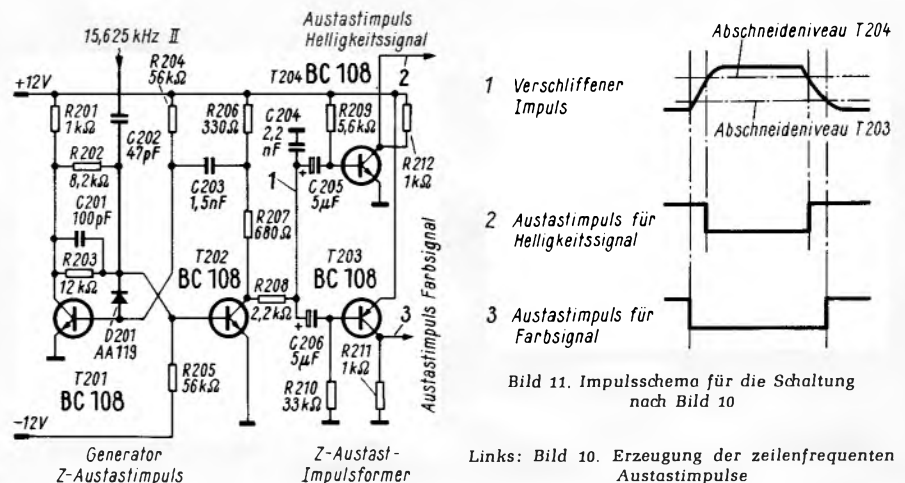 Austastimpuls
Helligkeitssignal
15,625 kHz II
2
+12V
R204
56kΩ
T204
BC 108
R201
1kΩ
R206
330Ω
C204
2,2
nF
R209
5,6kΩ
C202
47pF
R202
8,2kΩ
C203
1,5nF
1
C205
5µF
R212
1kΩ
C201
100pF
R207
680Ω
R203
12 kΩ
T202
BC 108
R208
2,2kΩ
T203
BC 108
D201
AA119
C206
5µF
3
T201
BC 108
R205
56kΩ
R210
33kΩ
R211
1kΩ
Austastimpuls Farbsignal
-12V
Generator
Z-Austastimpuls
Z-Austast-
Impulsformer
Abschneideniveau T204
1 Verschliffener
Impuls
Abschneideniveau T203
2 Austastimpuls für
Helligkeitssignal
3 Austastimpuls für
Farbsignal
Bild 11. Impulsschema für die Schaltung
nach Bild 10
Links: Bild 10. Erzeugung der zeilenfrequenten
Austastimpulse